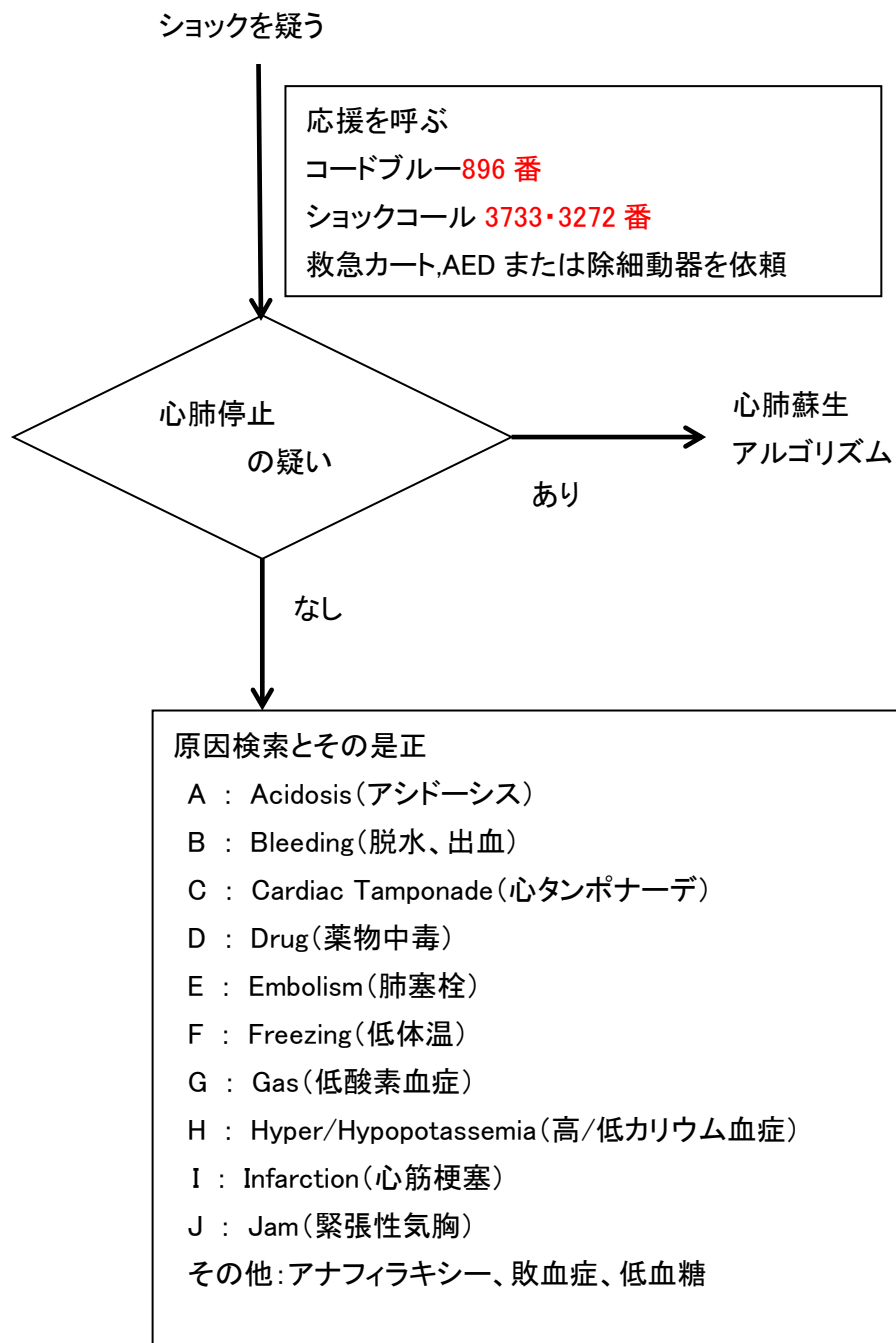 ショックを疑う
応援を呼ぶ
コードブルー896 番
ショックコール 3733・3272 番
救急カート,AED または除細動器を依頼
心肺停止
の疑い
心肺蘇生
アルゴリズム
あり
なし
原因検索とその是正
A : Acidosis(アシドーシス)
B : Bleeding(脱水、出血)
C : Cardiac Tamponade(心タンポナーデ)
D : Drug(薬物中毒)
E : Embolism(肺塞栓)
F : Freezing(低体温)
G : Gas(低酸素血症)
H : Hyper/Hypopotassemia(高/低カリウム血症)
I : Infarction(心筋梗塞)
J : Jam(緊張性気胸)
その他:アナフィラキシー、敗血症、低血糖